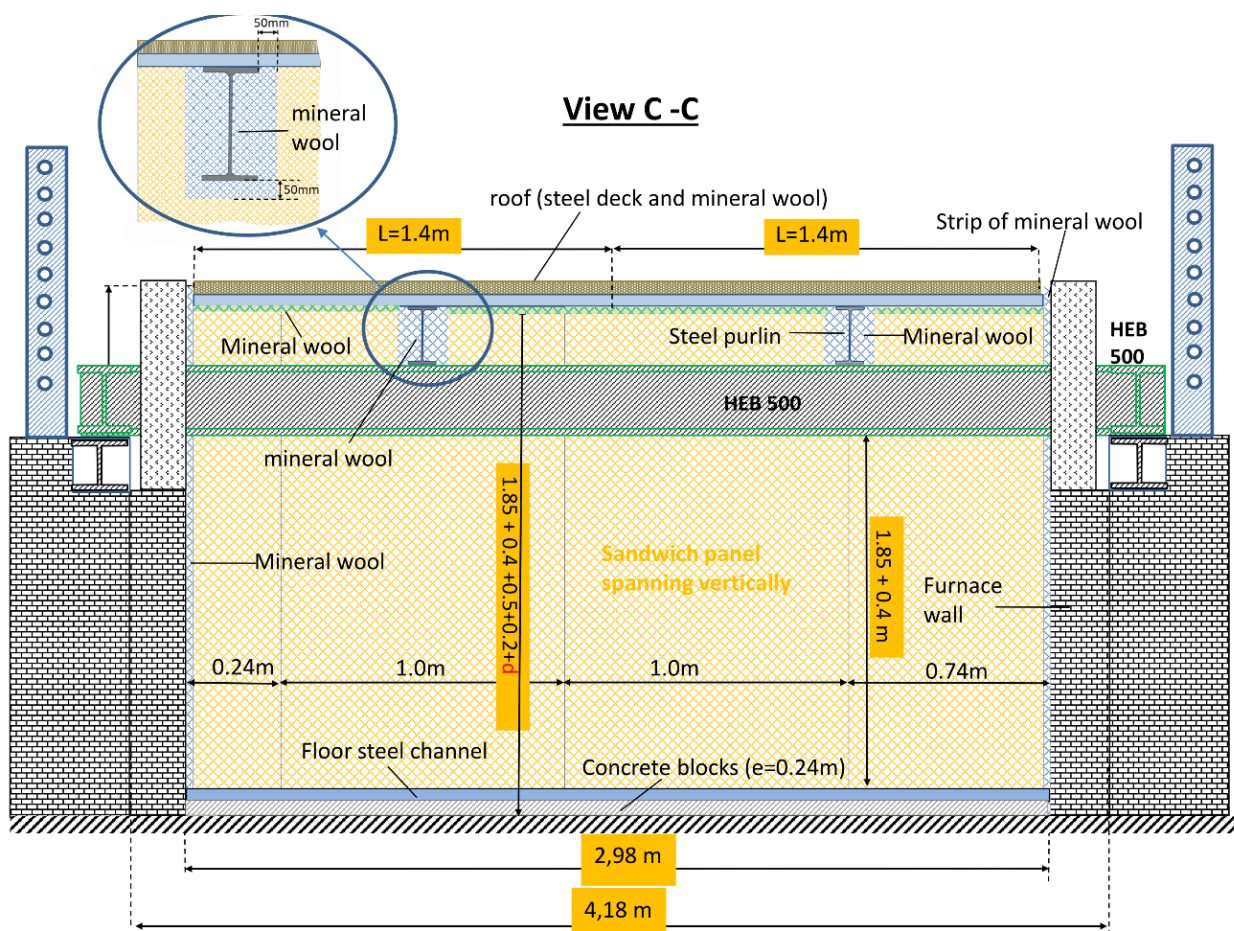 50mm
View C -C
mineral
wool
50mm
roof (steel deck and mineral wool)
Strip of mineral wool
L=1.4m
L=1.4m
Mineral wool
Steel purlin
Mineral wool
HEB
500
HEB 500
mineral wool
1.85 + 0.4 +0.5+0.2+d
1.85 + 0.4 m
Mineral wool
Sandwich panel
spanning vertically
Furnace
wall
0.24m
1.0m
1.0m
0.74m
Floor steel channel
Concrete blocks (e=0.24m)
2,98 m
4,18 m